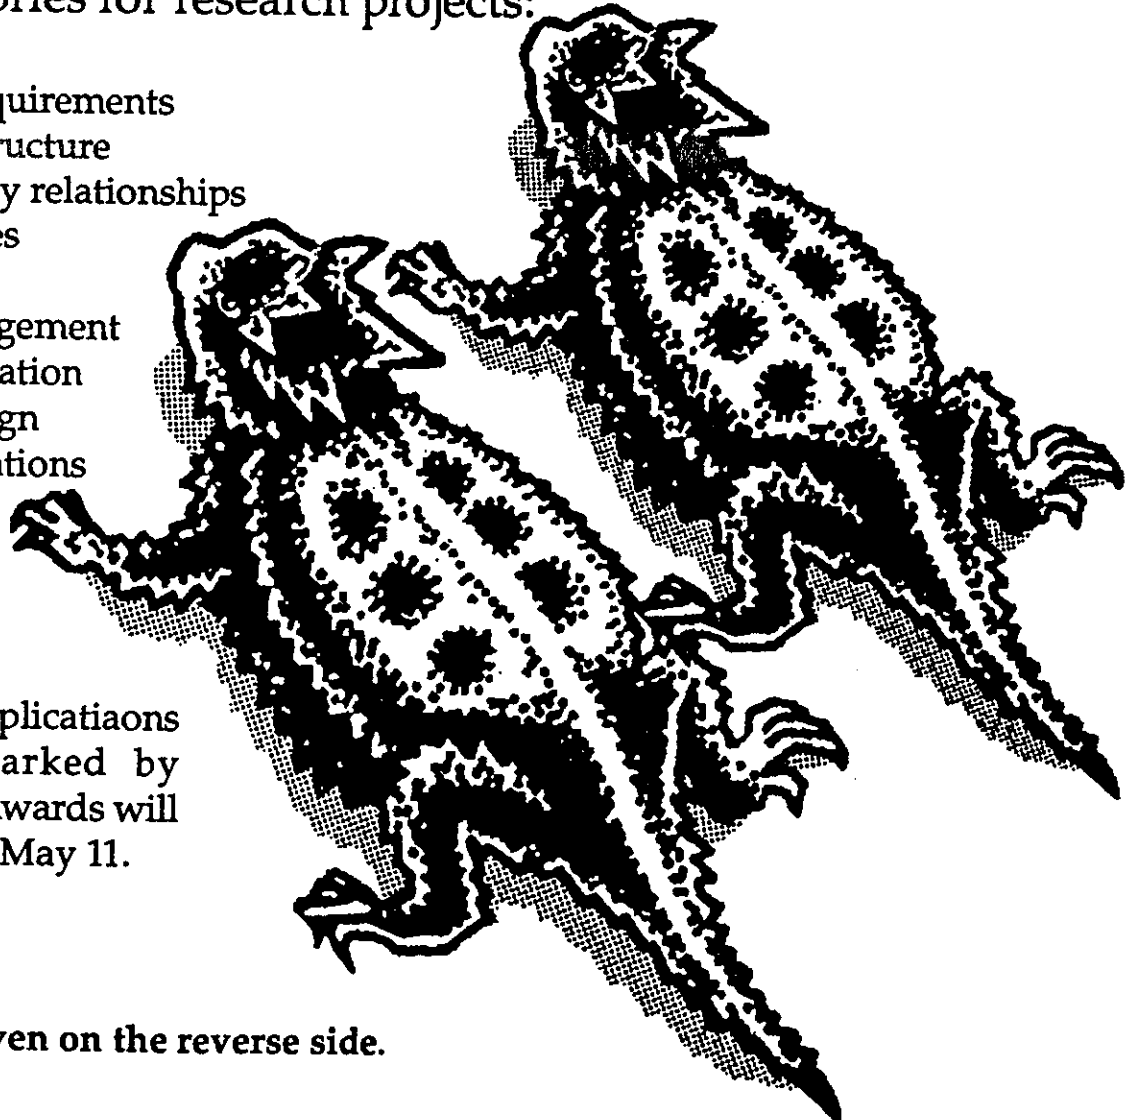 ories for research projects:
quirements
ructure
y relationships
es
gement
ation
gn
ations
plicatiaons
arked by
wards will
May 11.
ven on the reverse side.